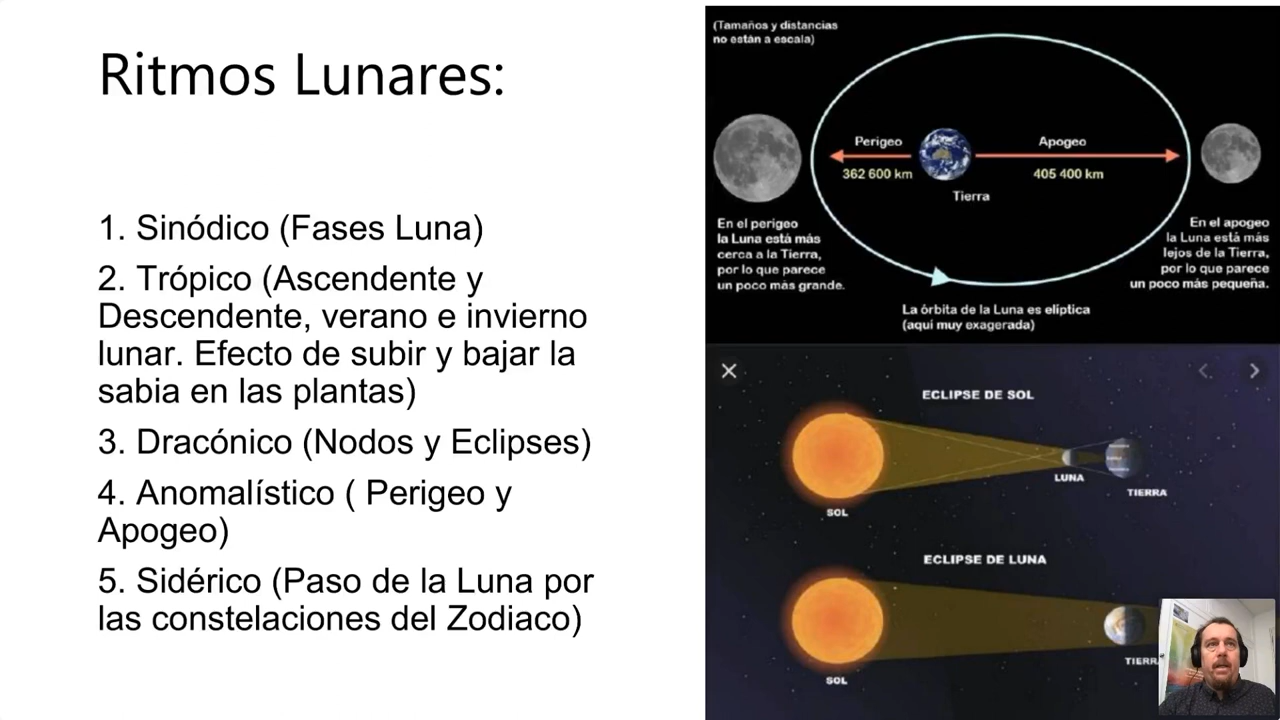 Ritmos Lunares:
1. Sinódico (Fases Luna)
2. Trópico (Ascendente y
Descendente, verano e invierno
lunar. Efecto de subir y bajar la
sabia en las plantas)
3. Dracónico (Nodos y Eclipses)
4. Anomalístico ( Perigeo y
Apogeo)
5. Sidérico (Paso de la Luna por
las constelaciones del Zodiaco)
(Tamaños y distancias
no están a escala)
Perigeo
362 600 km
Apogeo
405 400 km
Tierra
En el perigeo
la Luna está más
cerca a la Tierra,
por lo que parece
un poco más grande.
En el apogeo
la Luna está más
lejos de la Tierra,
por lo que parece
un poco más pequeña.
La órbita de la Luna es elíptica
(aquí muy exagerada)
ECLIPSE DE SOL
SOL
LUNA
TIERRA
ECLIPSE DE LUNA
SOL
TIERRA